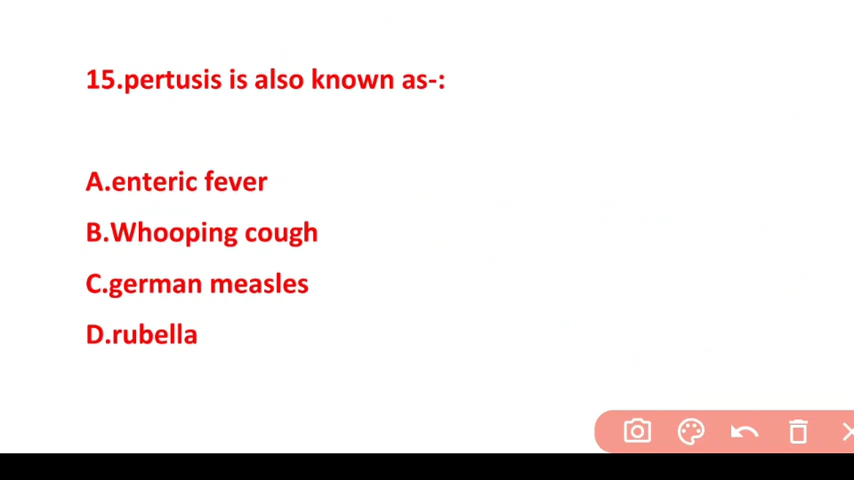 15.pertusis is also known as-:
A.enteric fever
B.Whooping cough
C.german measles
D.rubella